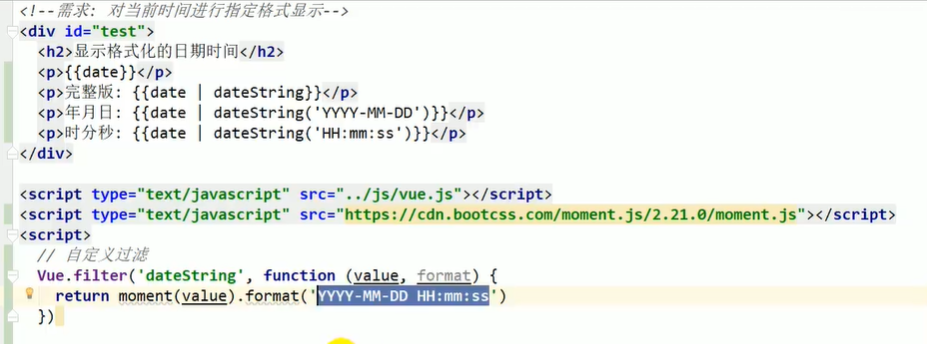 <!--需求: 对当前时间进行指定格式显示-->
<div id="test">
<h2>显示格式化的日期时间</h2>
<p>{{date}}</p>
<p>完整版: {{date | dateString}}</p>
<p>年月日: {{date | dateString('YYYY-MM-DD')}}</p>
<p>时分秒: {{date | dateString('HH:mm:ss')}}</p>
</div>
<script type="text/javascript" src="../js/vue.js"></script>
<script type="text/javascript" src="https://cdn.bootcss.com/moment.js/2.21.0/moment.js"></script>
<script>
// 自定义过滤
Vue.filter('dateString', function (value, format) {
return moment(value).format('YYYY-MM-DD HH:mm:ss')
})